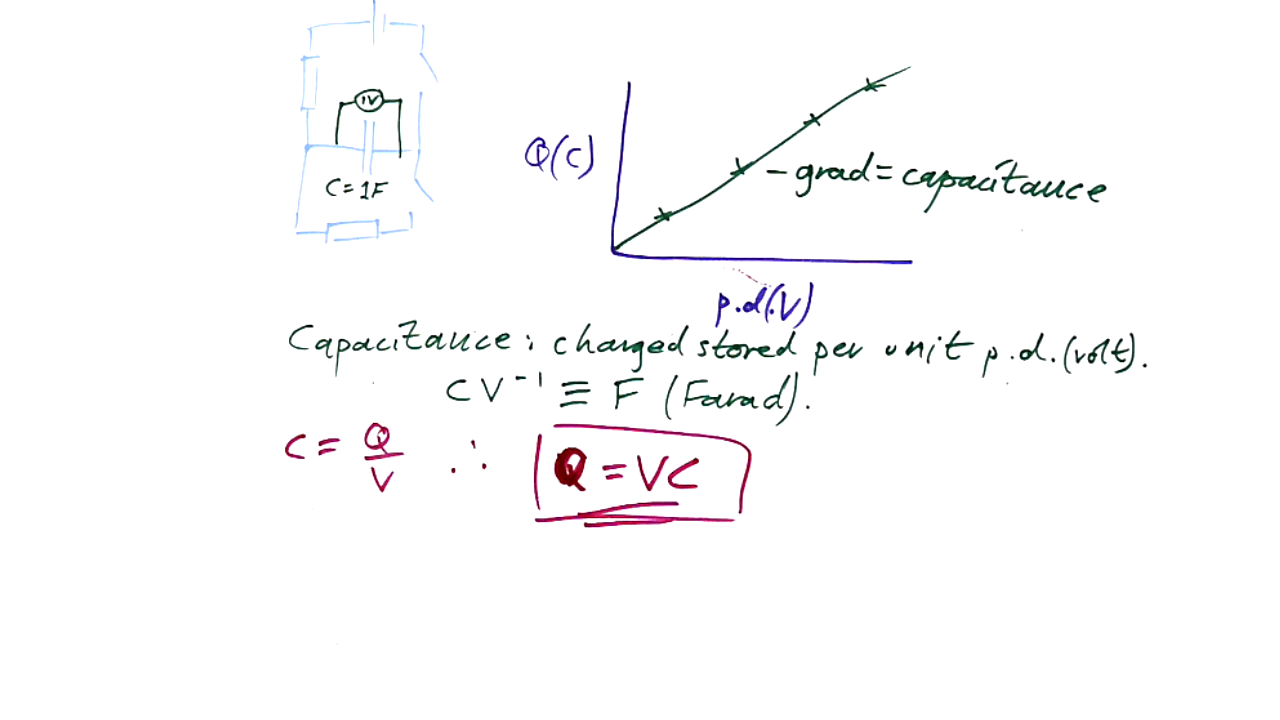 1V
C = 1F
Q(C)
- grad = capacitance
p.d(.V)
Capacitance : charged stored per unit p.d. (volt).
CV⁻¹ ≡ F (Farad).
C = Q/V ∴ Q = VC